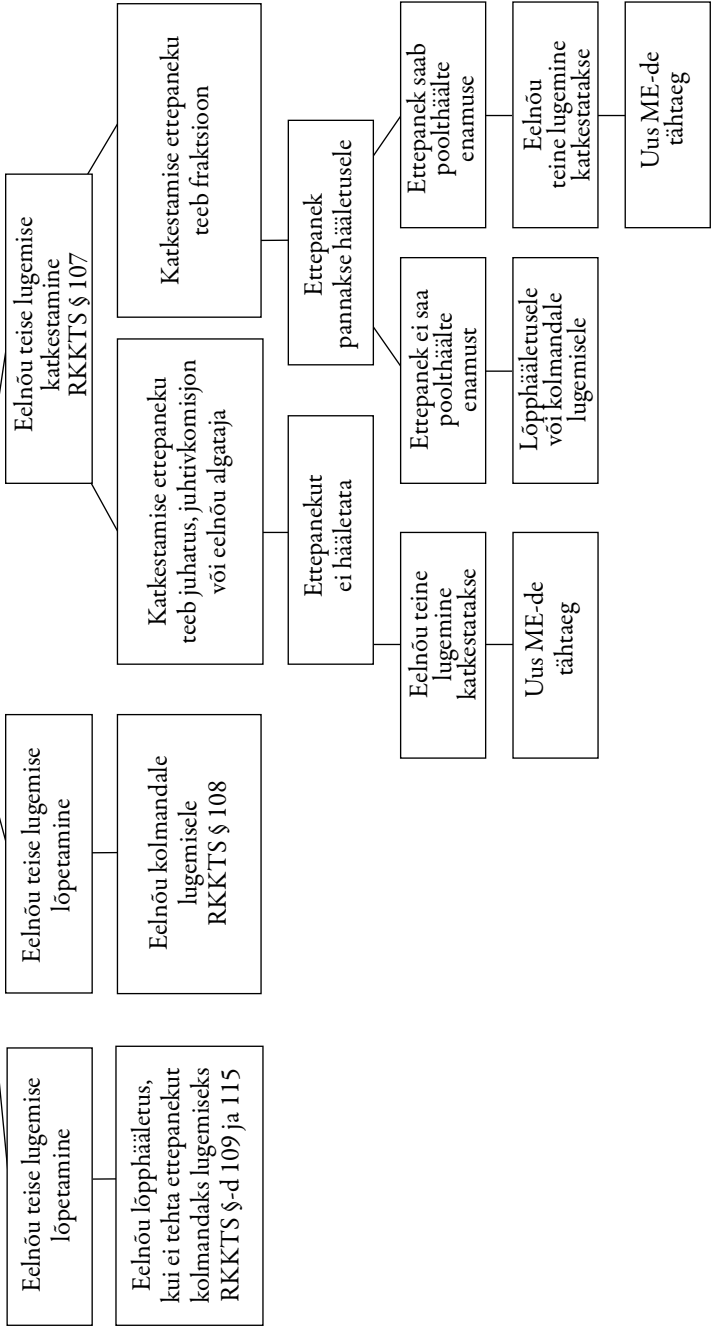 Eelnõu teise lugemise
lõpetamine
Eelnõu lõpphääletus,
kui ei tehta ettepanekut
kolmandaks lugemiseks
RKKTS §-d 109 ja 115
Eelnõu teise lugemise
lõpetamine
Eelnõu kolmandale
lugemisele
RKKTS § 108
Eelnõu teise lugemise
katkestamine
RKKTS § 107
Katkestamise ettepaneku
teeb juhatus, juhtivkomisjon
või eelnõu algataja
Katkestamise ettepaneku
teeb fraktsioon
Ettepanekut
ei hääletata
Ettepanek
pannakse hääletusele
Eelnõu teine
lugemine
katkestatakse
Ettepanek ei saa
poolthäälte
enamust
Ettepanek saab
poolthäälte
enamuse
Uus ME-de
tähtaeg
Lõpphääletusele
või kolmandale
lugemisele
Eelnõu
teine lugemine
katkestatakse
Uus ME-de
tähtaeg